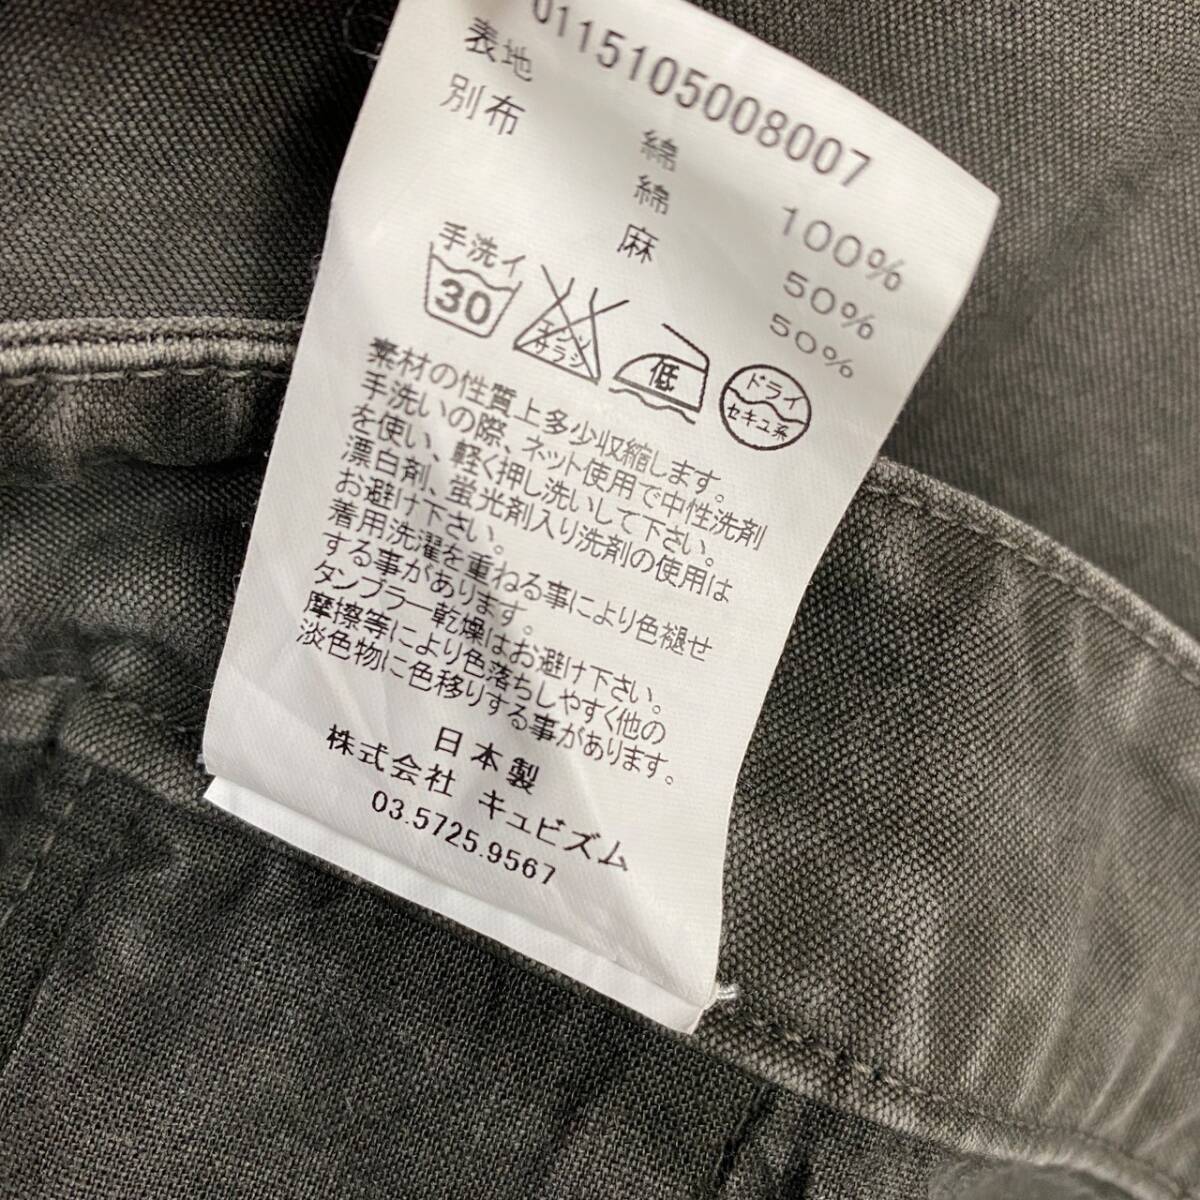 0115105008007
表地 綿 100%
別布 綿 50%
麻 50%
手洗イ
30
エンソ
サラシ
低
ドライ
セキユ系
素材の性質上多少収縮します。
手洗いの際、ネット使用で中性洗剤
を使い、軽く押し洗いして下さい。
漂白剤、蛍光剤入り洗剤の使用は
お避け下さい。
着用洗濯を重ねる事により色褪せ
する事があります。
タンブラー乾燥はお避け下さい。
摩擦等により色落ちしやすく他の
淡色物に色移りする事があります。
日本製
株式会社 キュビズム
03.5725.9567